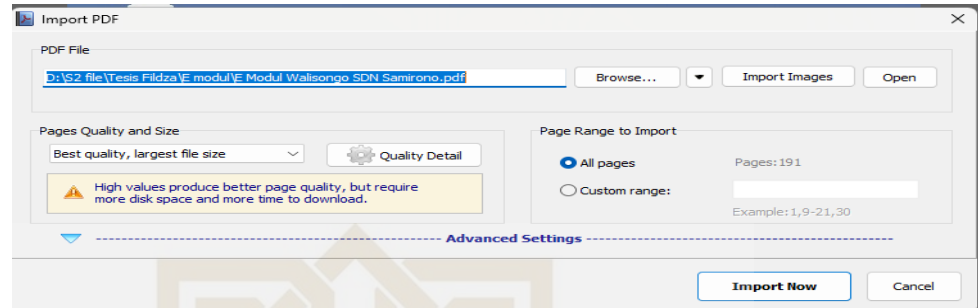 Import PDF
PDF File
D:\S2 file\Tesis Fildza\E modul\E Modul Walisongo SDN Samirono.pdf
Browse...
Import Images
Open
Pages Quality and Size
Best quality, largest file size
Quality Detail
High values produce better page quality, but require
more disk space and more time to download.
Page Range to Import
All pages
Pages:191
Custom range:
Example:1,9-21,30
Advanced Settings
Import Now
Cancel